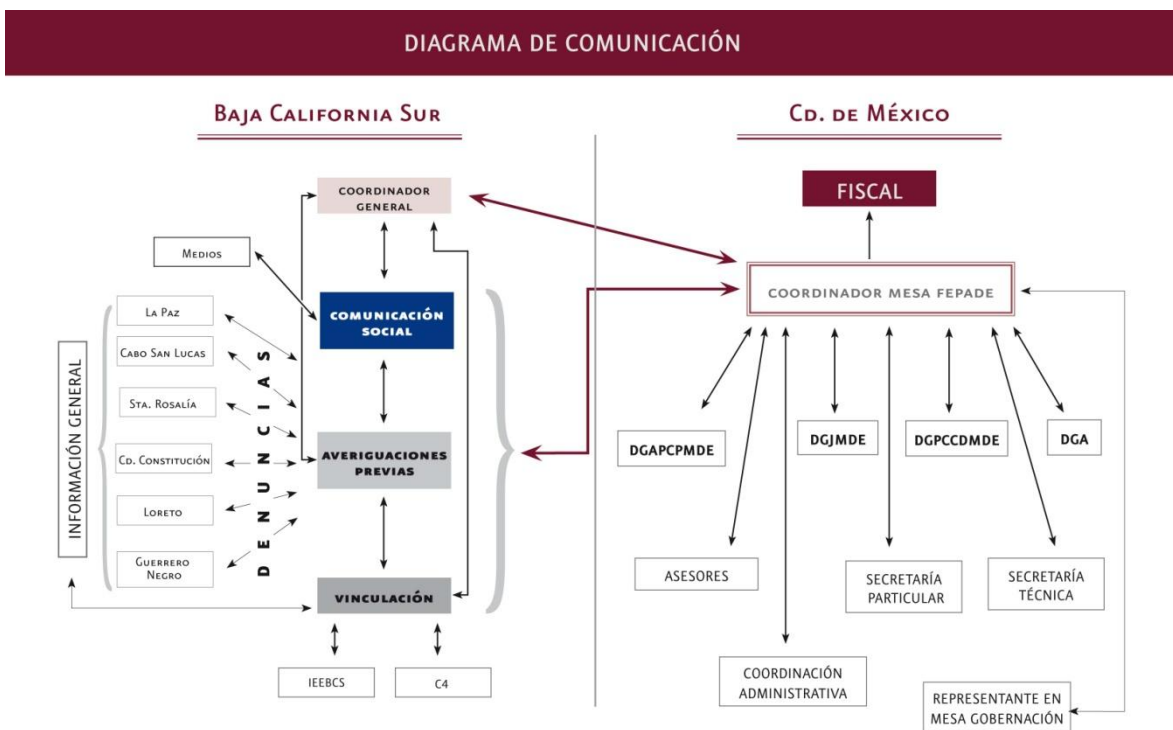 DIAGRAMA DE COMUNICACIÓN
BAJA CALIFORNIA SUR
COORDINADOR
GENERAL
MEDIOS
COMUNICACIÓN
SOCIAL
LA PAZ
CABO SAN LUCAS
STA. ROSALÍA
CD. CONSTITUCIÓN
LORETO
GUERRERO
NEGRO
INFORMACIÓN GENERAL
DENUNCIAS
AVERIGUACIONES
PREVIAS
VINCULACIÓN
IEEBCS
C4
CD. DE MÉXICO
FISCAL
COORDINADOR MESA FEPADE
DGAPCPMDE
DGJMDE
DGPCCDMDE
DGA
ASESORES
SECRETARÍA
PARTICULAR
SECRETARÍA
TÉCNICA
COORDINACIÓN
ADMINISTRATIVA
REPRESENTANTE EN
MESA GOBERNACIÓN